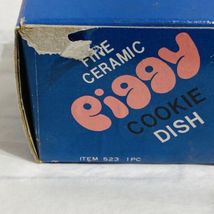 FINE
CERAMIC
Piggy
COOKIE
DISH
ITEM 523 1PC